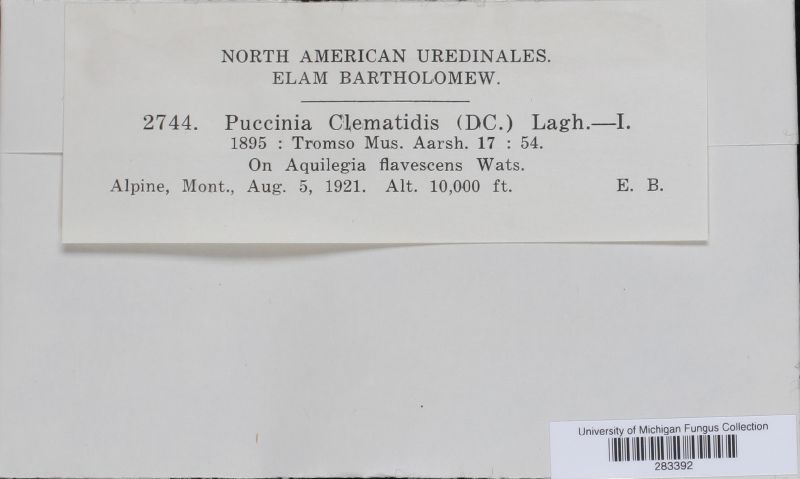 NORTH AMERICAN UREDINALES.
ELAM BARTHOLOMEW.
2744. Puccinia Clematidis (DC.) Lagh.—I.
1895 : Tromso Mus. Aarsh. 17 : 54.
On Aquilegia flavescens Wats.
Alpine, Mont., Aug. 5, 1921. Alt. 10,000 ft. E. B.
University of Michigan Fungus Collection
283392